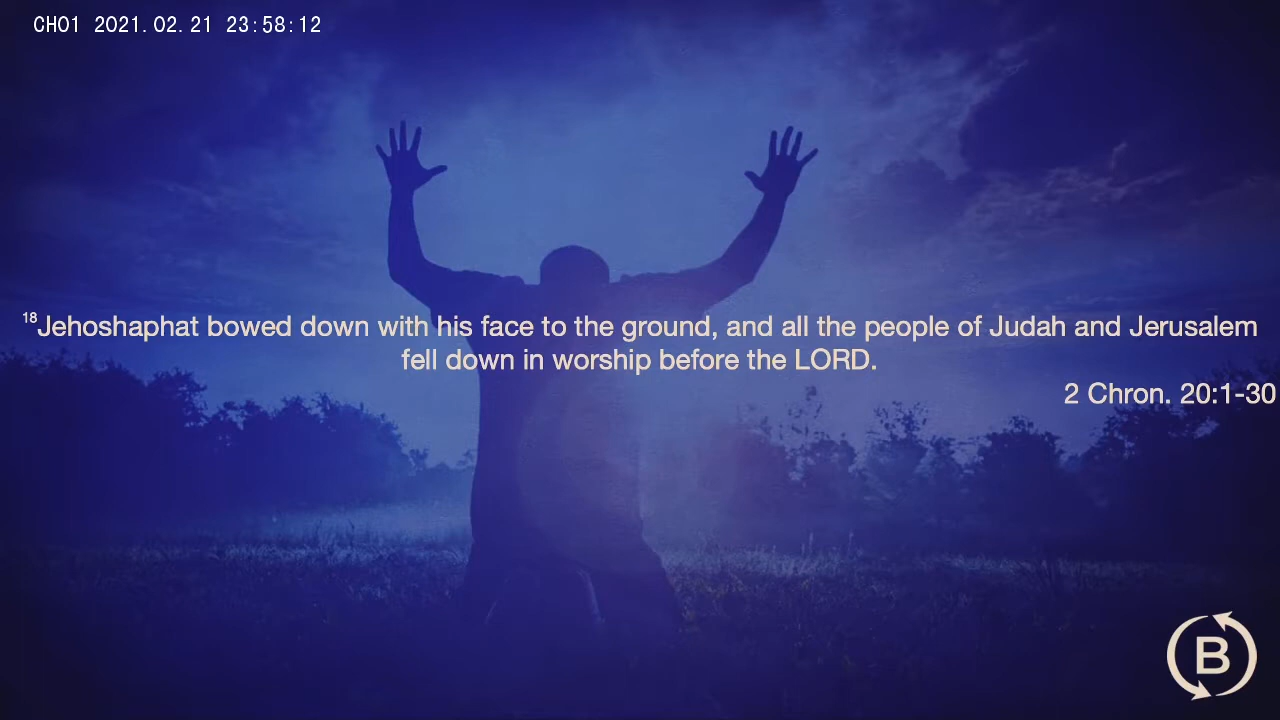 CH01 2021.02.21 23:58:12
18Jehoshaphat bowed down with his face to the ground, and all the people of Judah and Jerusalem
fell down in worship before the LORD.
2 Chron. 20:1-30
B